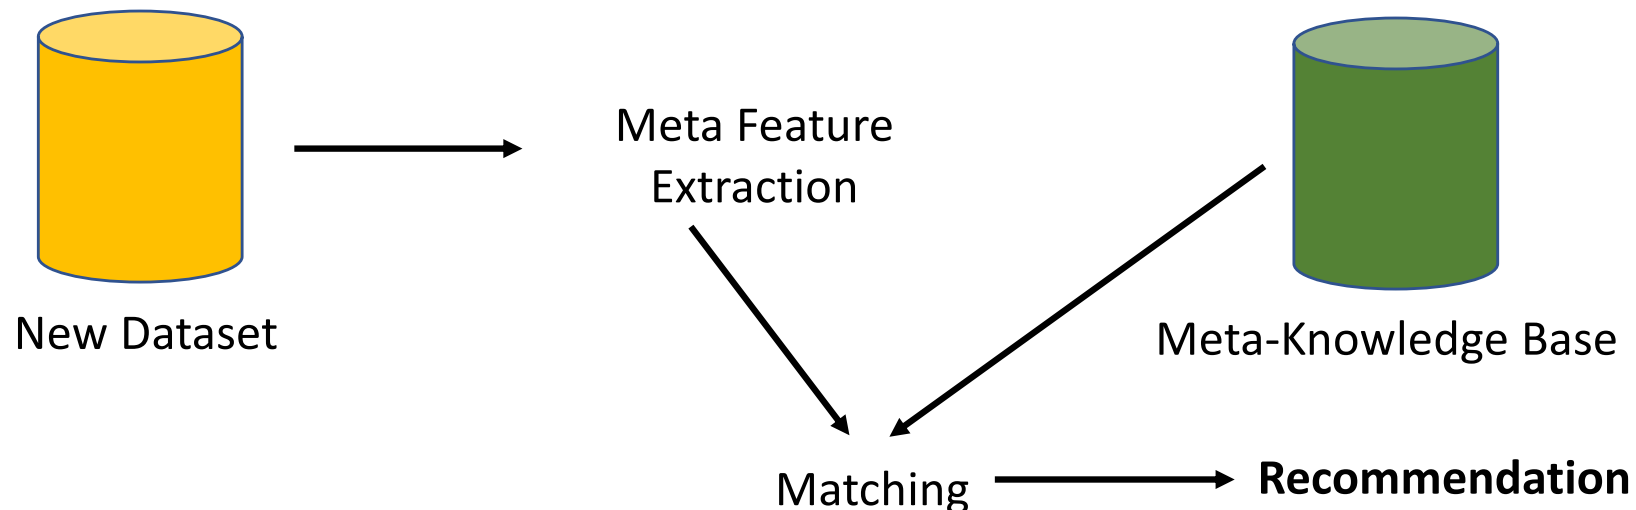 Meta Feature
Extraction
New Dataset
Meta-Knowledge Base
Matching
Recommendation